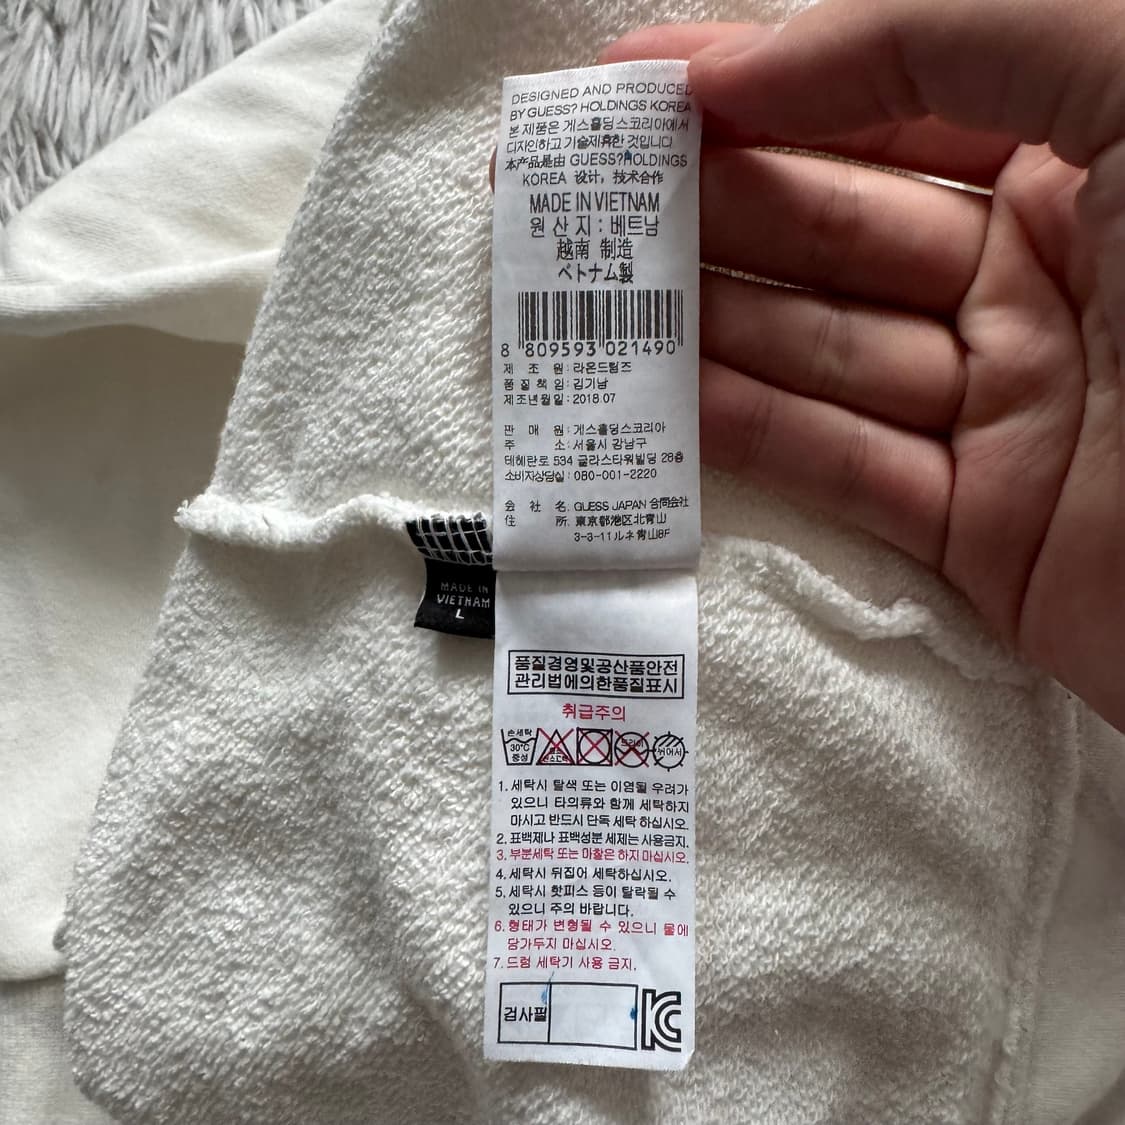 DESIGNED AND PRODUCED
BY GUESS? HOLDINGS KOREA
본 제품은 게스홀딩스코리아에서
디자인하고 기술제휴한 것입니다
本产品是由 GUESS?HOLDINGS
KOREA 设计，技术合作
MADE IN VIETNAM
원 산 지 : 베트남
越南 制造
ベトナム製
8 809593 021490
제 조 원 : 라온드림즈
품 질 책 임 : 김기남
제조년월일 : 2018.07
판 매 원 : 게스홀딩스코리아
주 소 : 서울시 강남구
테헤란로 534 글라스타워빌딩 28층
소비자상담실 : 080-001-2220
会 社 名. GUESS JAPAN 合同会社
住 所. 東京都港区北青山
3-3-11ルネ青山8F
MADE IN
VIETNAM
L
품질경영및공산품안전
관리법에의한품질표시
취급주의
손세탁
30°C
중성
드라이
1. 세탁시 탈색 또는 이염될 우려가
있으니 타의류와 함께 세탁하지
마시고 반드시 단독 세탁 하십시오.
2. 표백제나 표백성분 세제는 사용금지.
3. 부분세탁 또는 마찰은 하지 마십시오.
4. 세탁시 뒤집어 세탁하십시오.
5. 세탁시 핫피스 등이 탈락될 수
있으니 주의 바랍니다.
6. 형태가 변형될 수 있으니 물에
담가두지 마십시오.
7. 드럼 세탁기 사용 금지.
검사필
KC